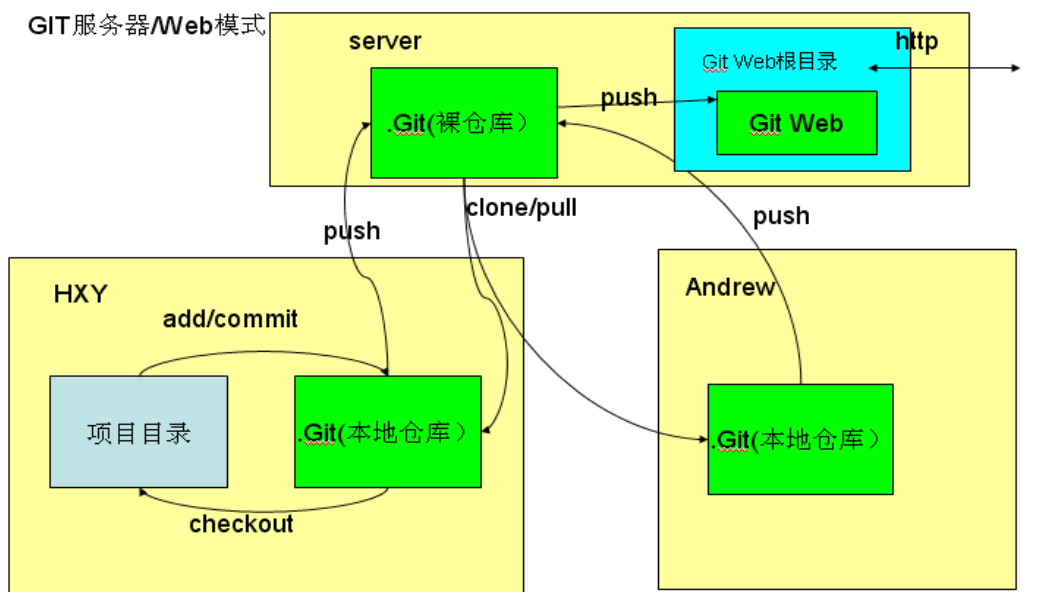 GIT服务器/Web模式
server
http
Git Web根目录
push
.Git(裸仓库）
Git Web
clone/pull
push
push
HXY
Andrew
add/commit
项目目录
.Git(本地仓库）
.Git(本地仓库）
checkout